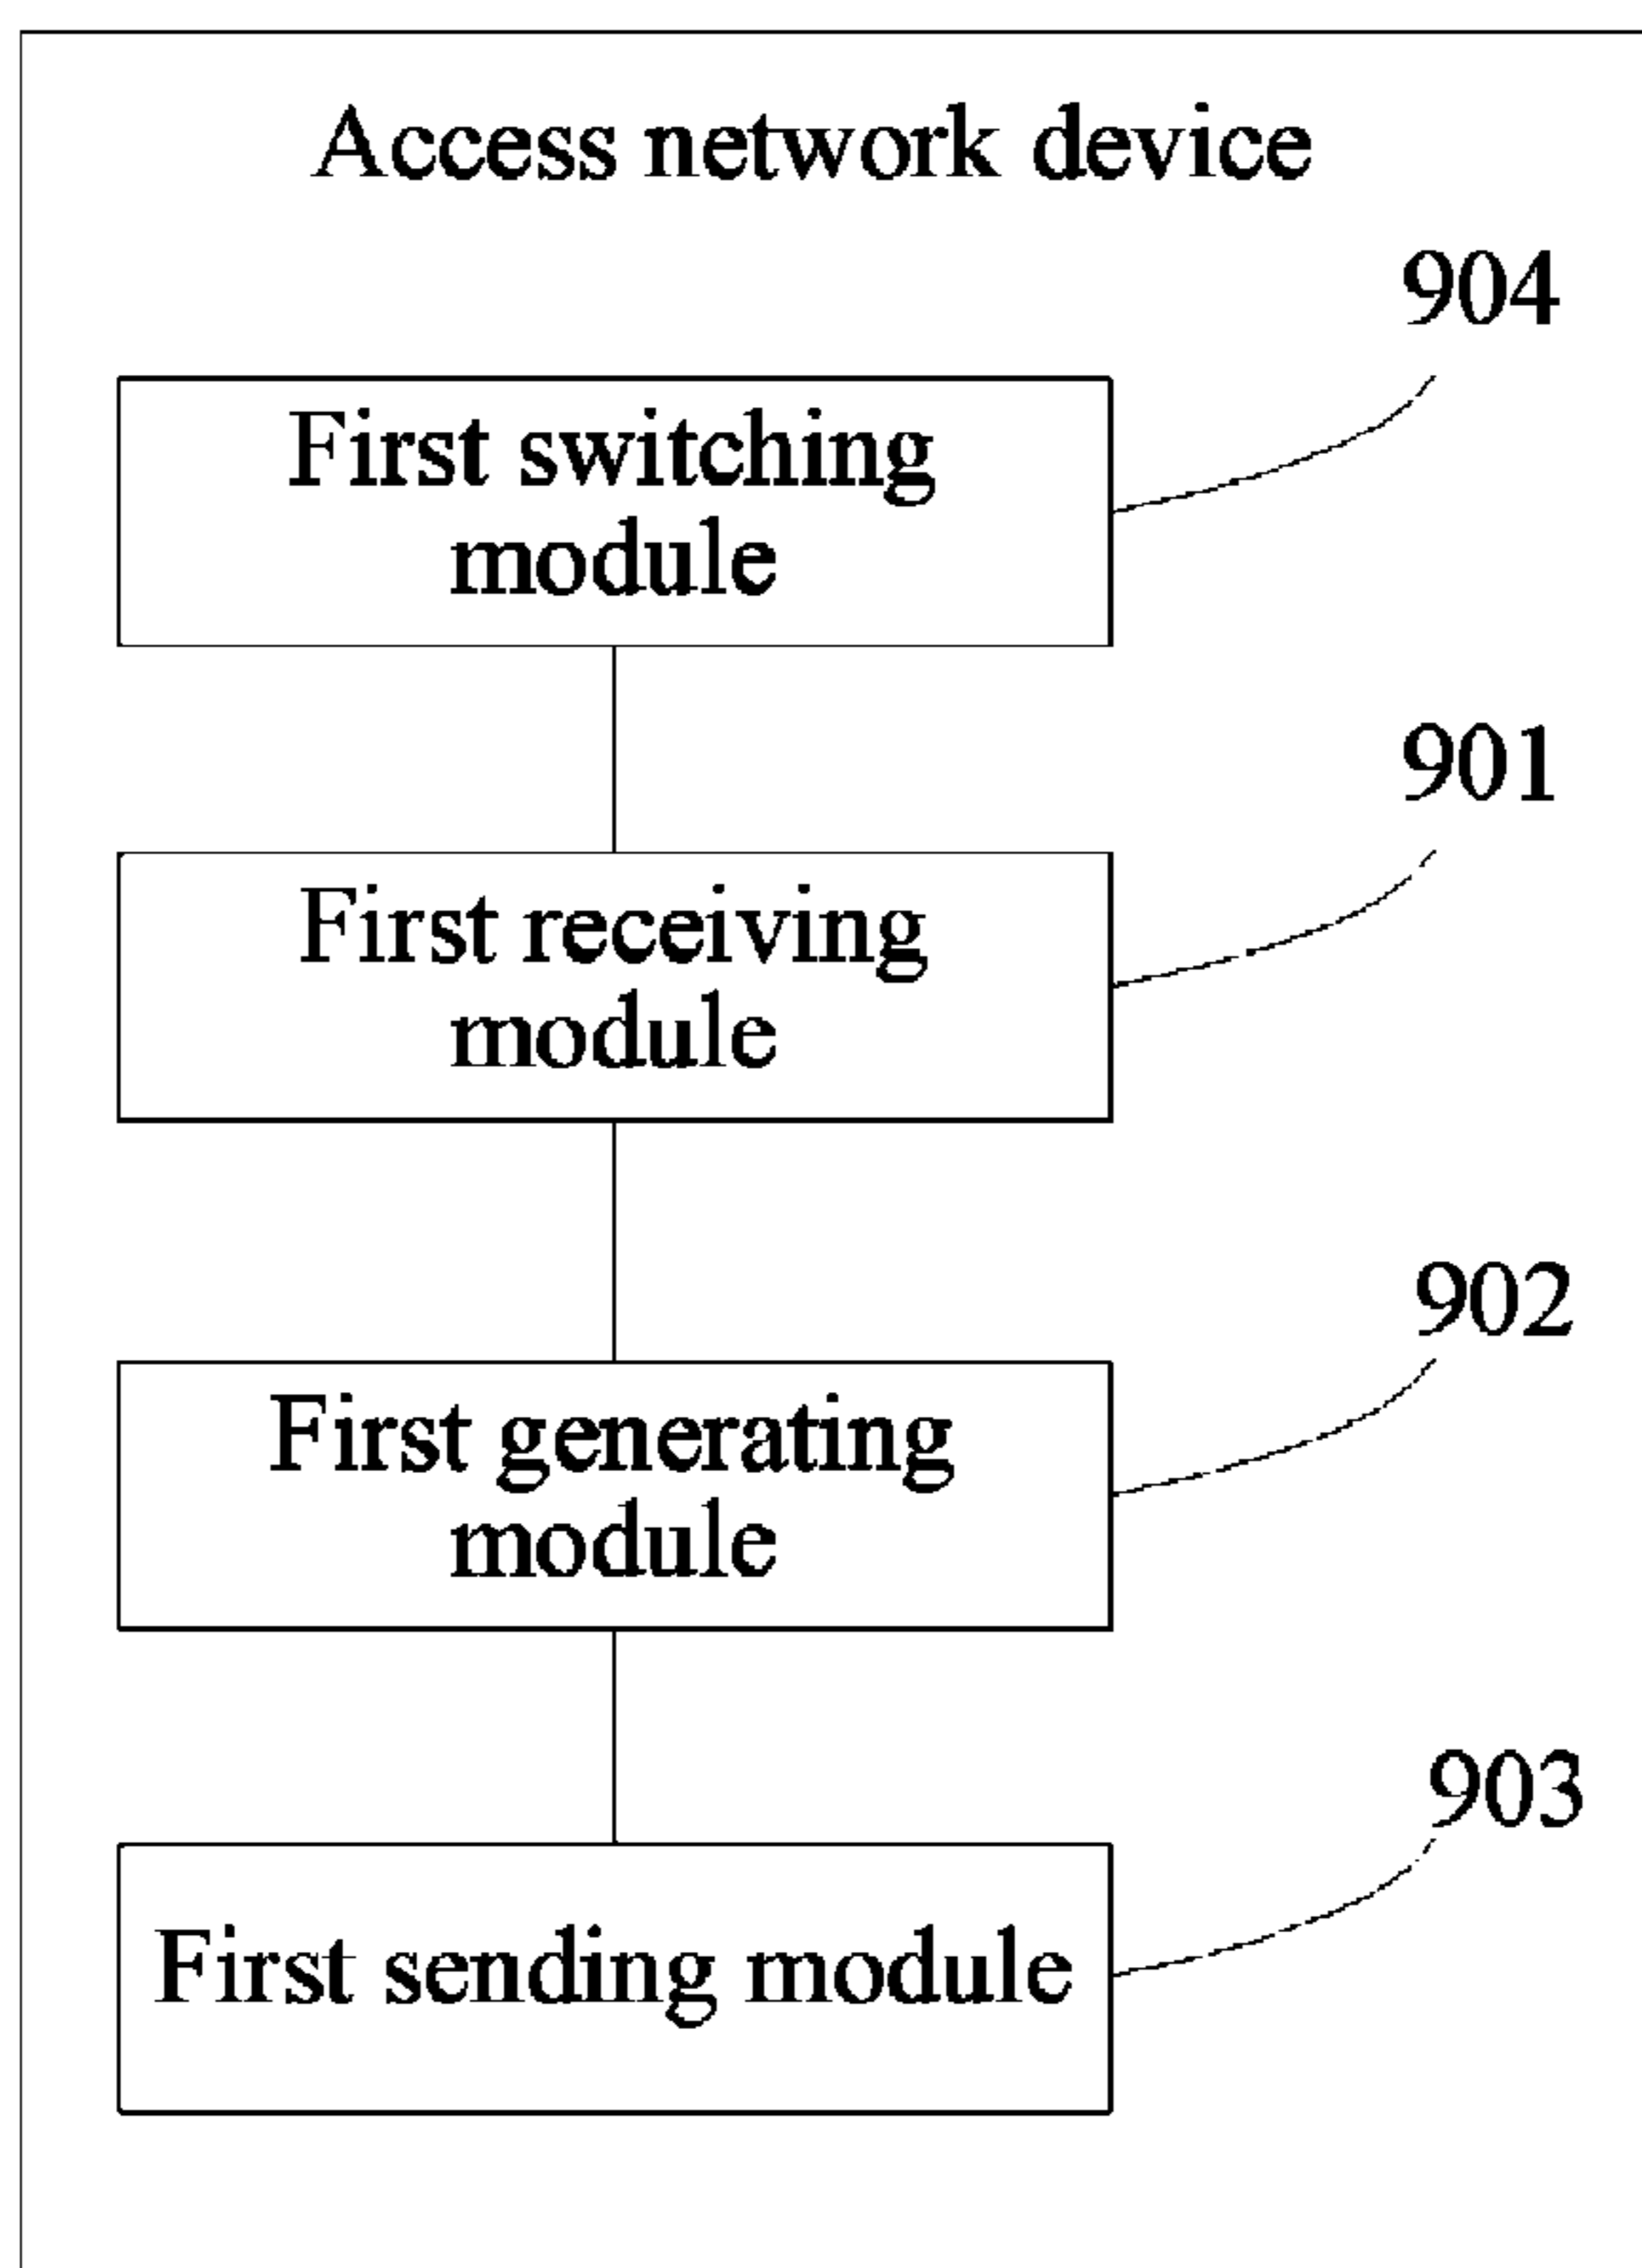 Access network device
904
First switching
module
901
First receiving
module
902
First generating
module
903
First sending module